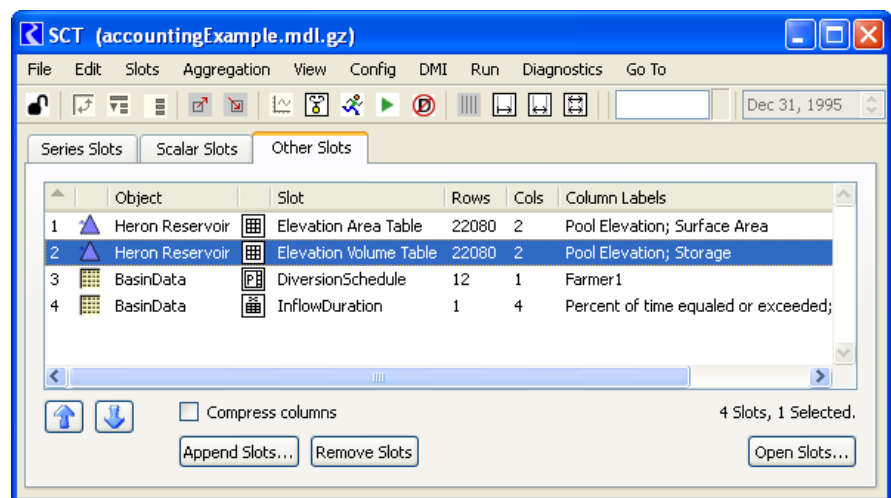 SCT (accountingExample.mdl.gz)
File Edit Slots Aggregation View Config DMI Run Diagnostics Go To
Dec 31, 1995
Series Slots Scalar Slots Other Slots
Object Slot Rows Cols Column Labels
1 Heron Reservoir Elevation Area Table 22080 2 Pool Elevation; Surface Area
2 Heron Reservoir Elevation Volume Table 22080 2 Pool Elevation; Storage
3 BasinData DiversionSchedule 12 1 Farmer1
4 BasinData InflowDuration 1 4 Percent of time equaled or exceeded;
Compress columns 4 Slots, 1 Selected.
Append Slots... Remove Slots Open Slots...